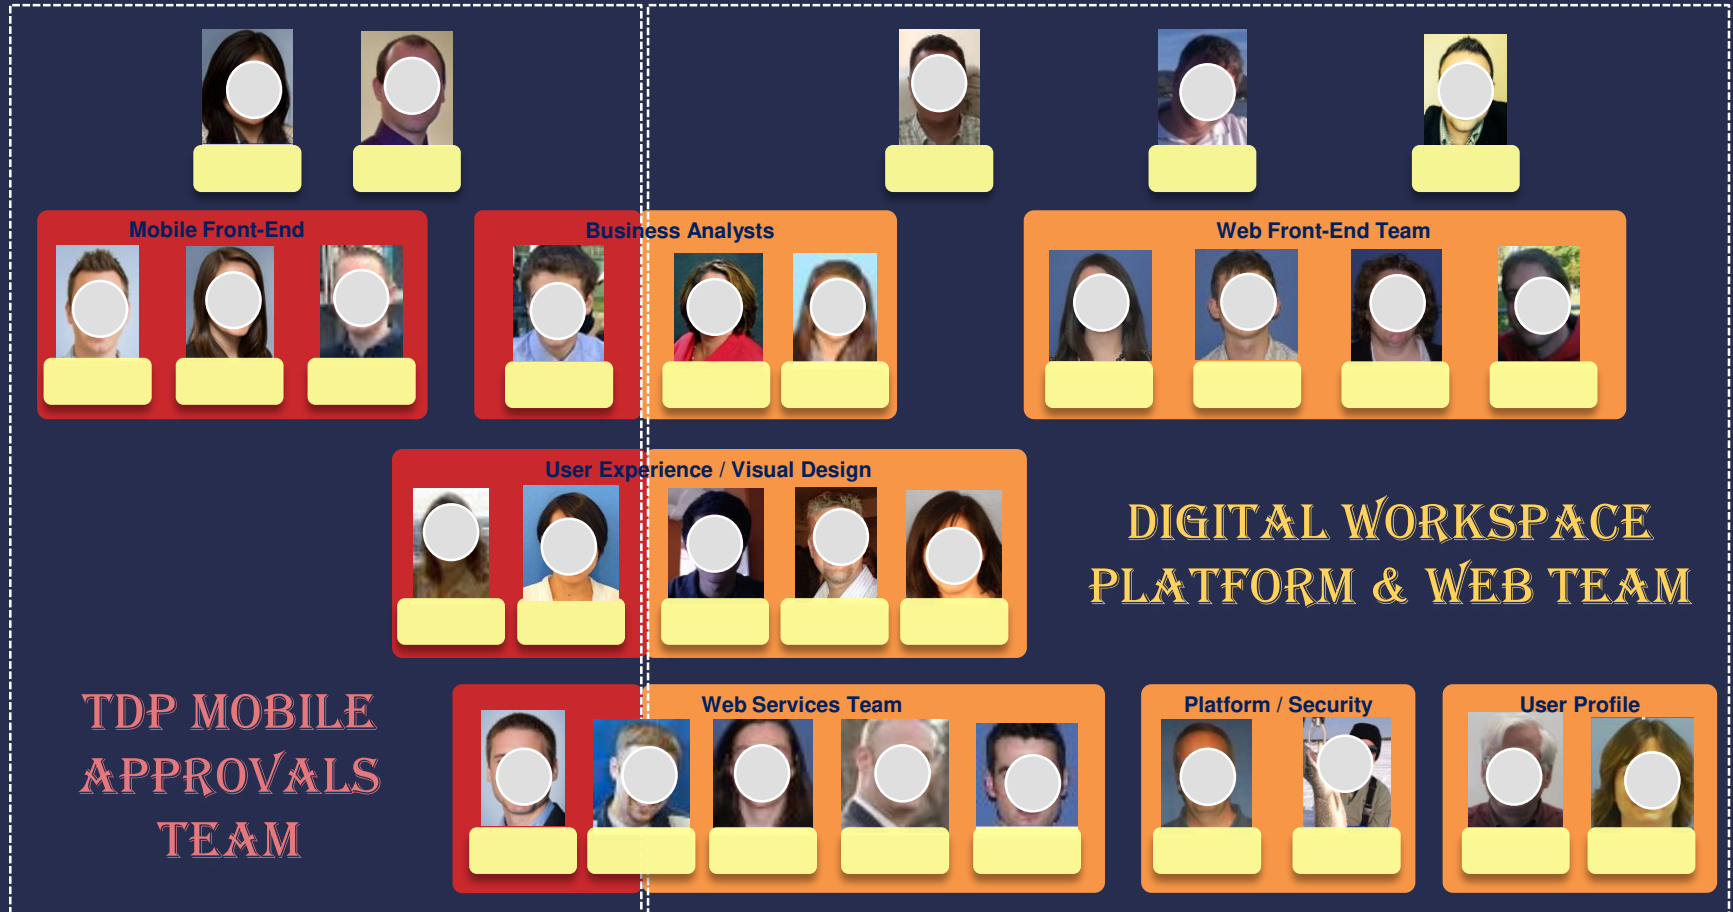 Mobile Front-End
Business Analysts
Web Front-End Team
User Experience / Visual Design
DIGITAL WORKSPACE
PLATFORM & WEB TEAM
TDP MOBILE
APPROVALS
TEAM
Web Services Team
Platform / Security
User Profile